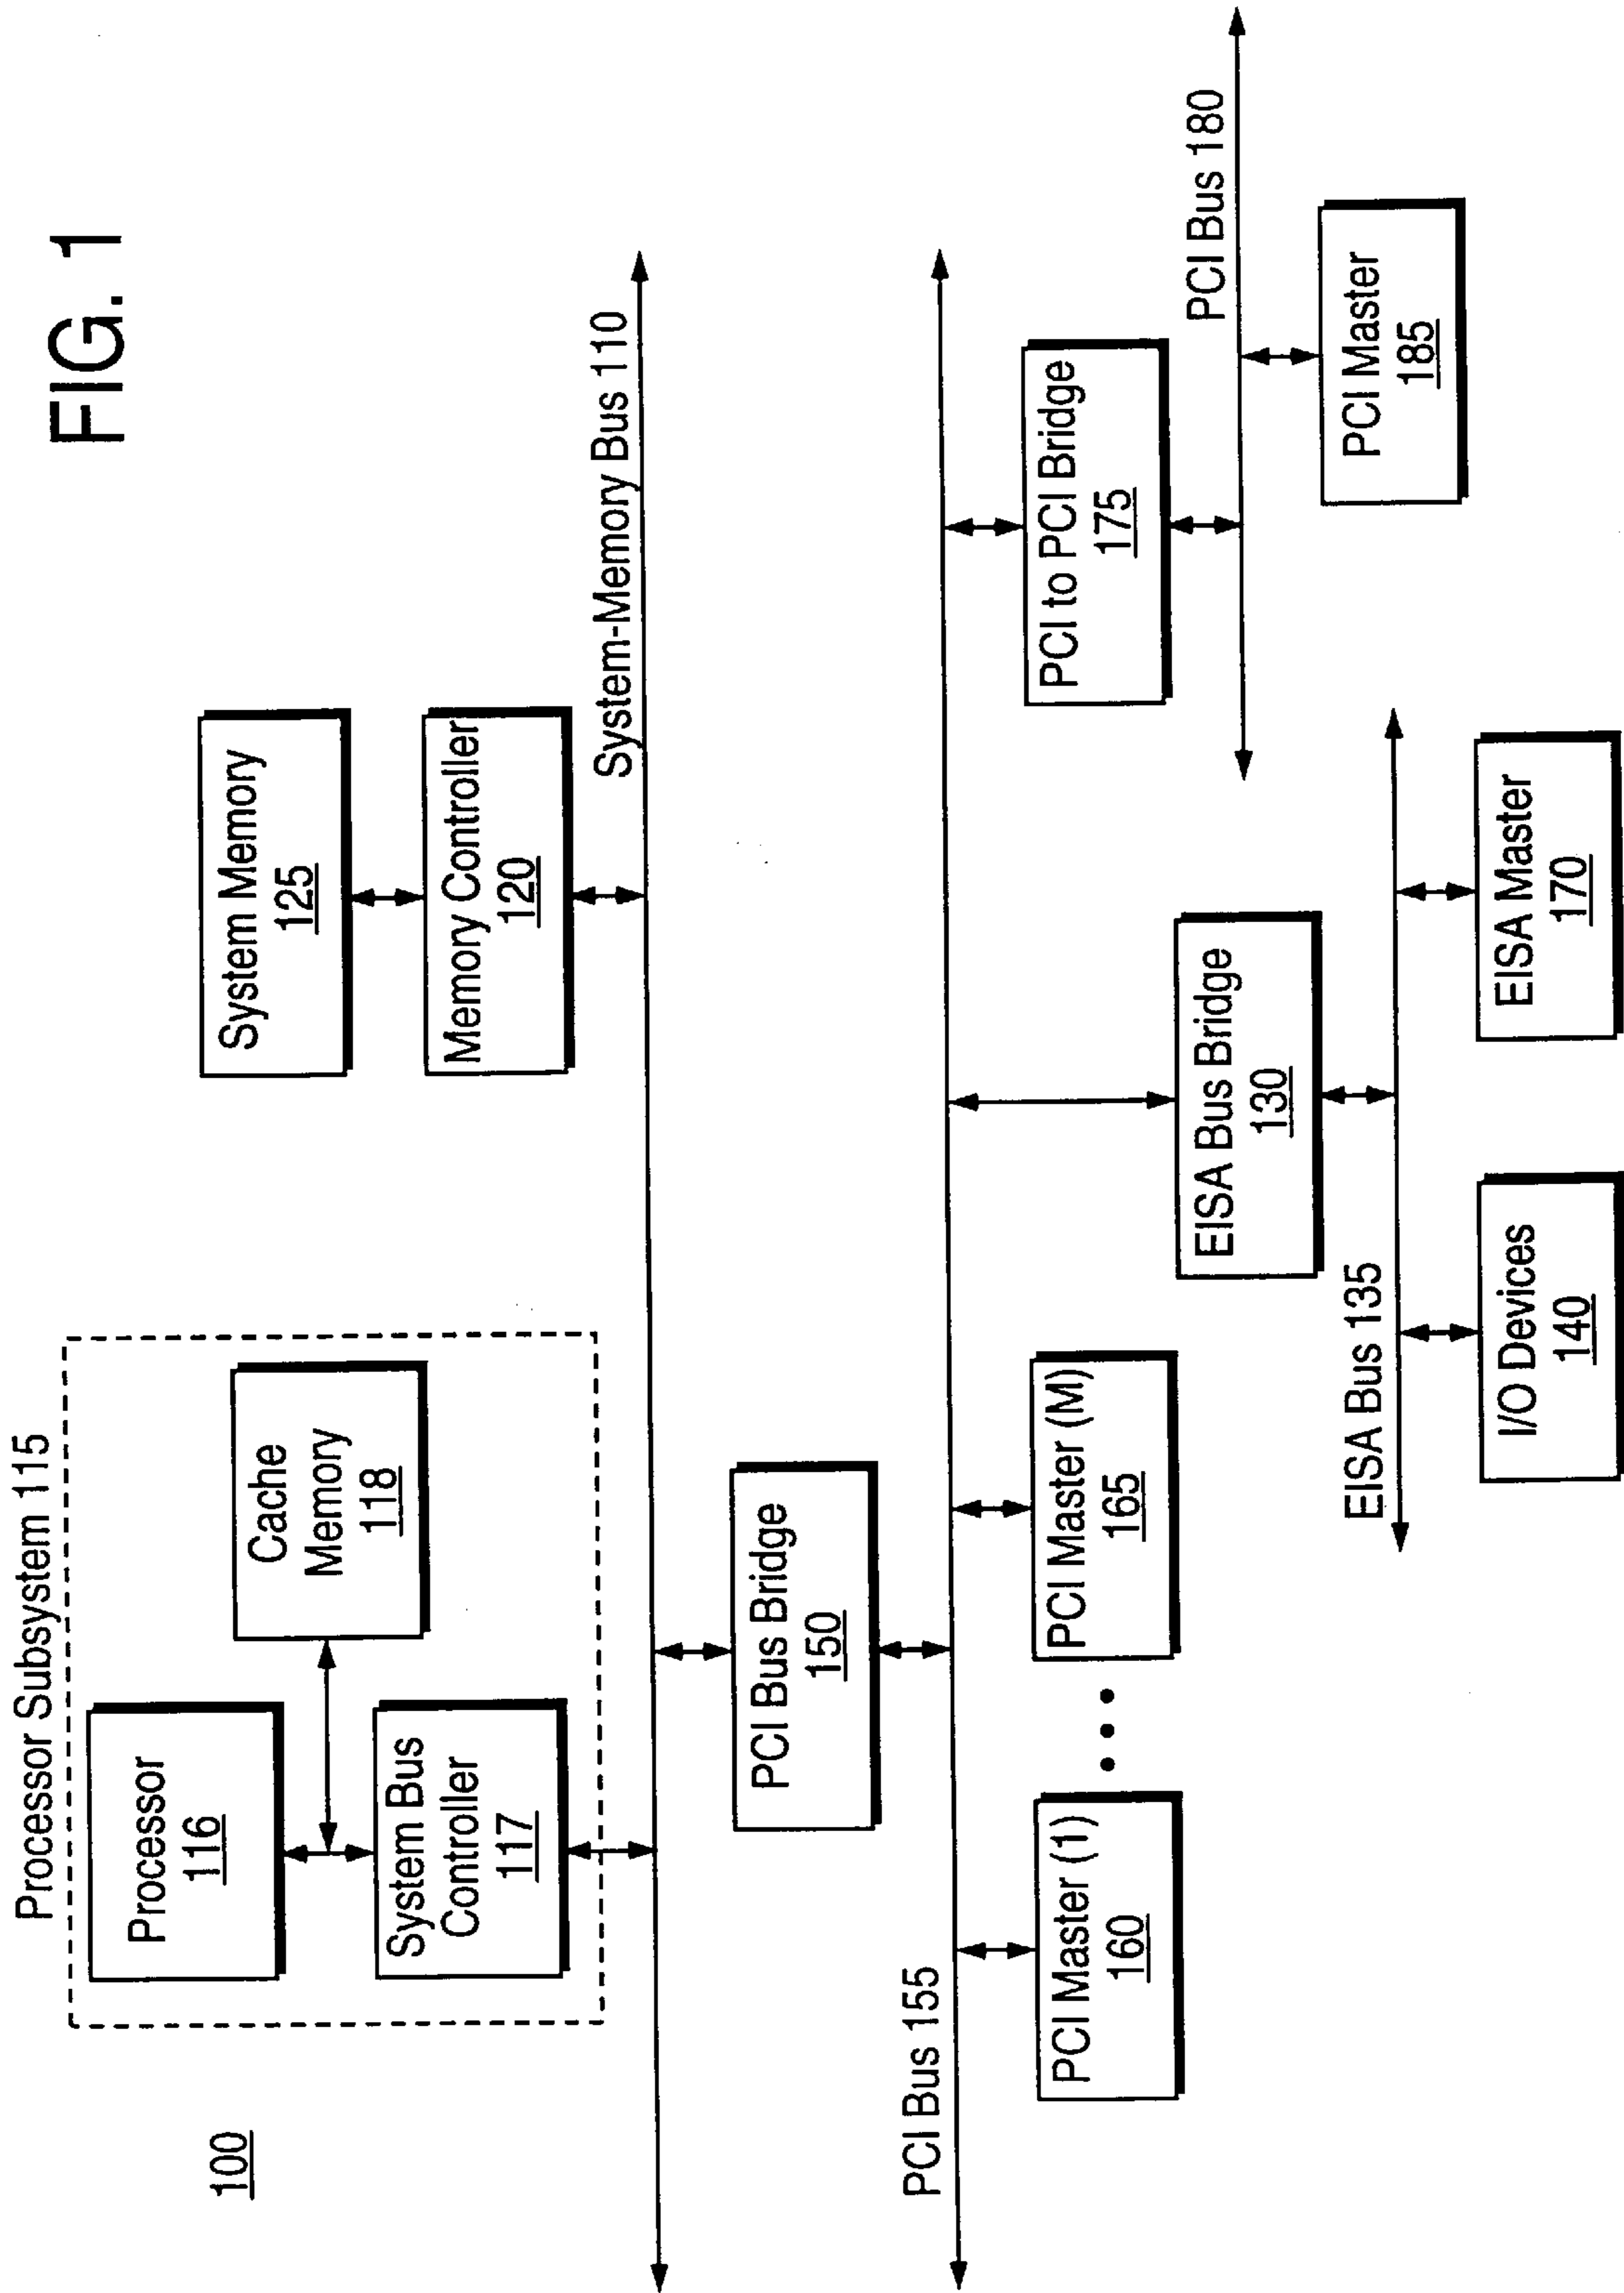 FIG. 1
100
Processor Subsystem 115
Processor
116
Cache
Memory
118
System Bus
Controller
117
System Memory
125
Memory Controller
120
System-Memory Bus 110
PCI Bus Bridge
150
PCI Bus 155
PCI Master (1)
160
PCI Master (M)
165
PCI to PCI Bridge
175
PCI Bus 180
PCI Master
185
EISA Bus Bridge
130
EISA Bus 135
I/O Devices
140
EISA Master
170